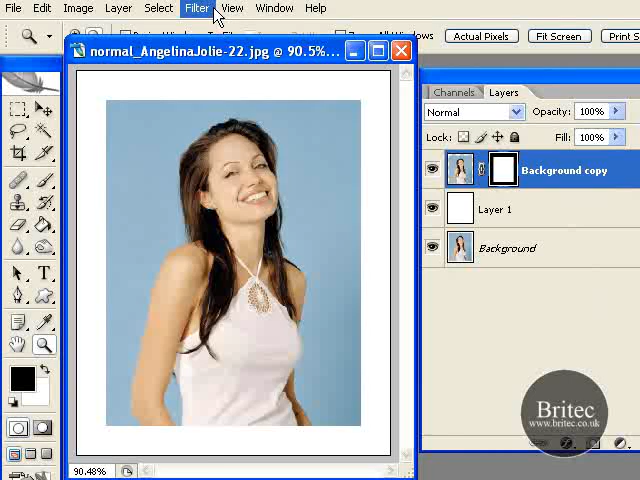 File Edit Image Layer Select Filter View Window Help
Actual Pixels Fit Screen Print S
normal_AngelinaJolie-22.jpg @ 90.5%...
Channels Layers
Normal Opacity: 100%
Lock: Fill: 100%
Background copy
Layer 1
Background
T
Britec
www.britec.co.uk
90.48%